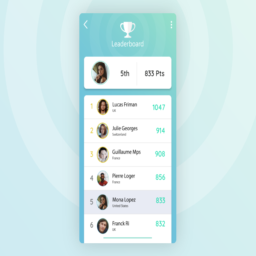 Leaderboard
5th
833 Pts
1
Lucas Friman
UK
1047
2
Julie Georges
Switzerland
914
3
Guillaume Mps
France
908
4
Pierre Loger
France
856
5
Mona Lopez
United States
833
6
Franck Ri
UK
832